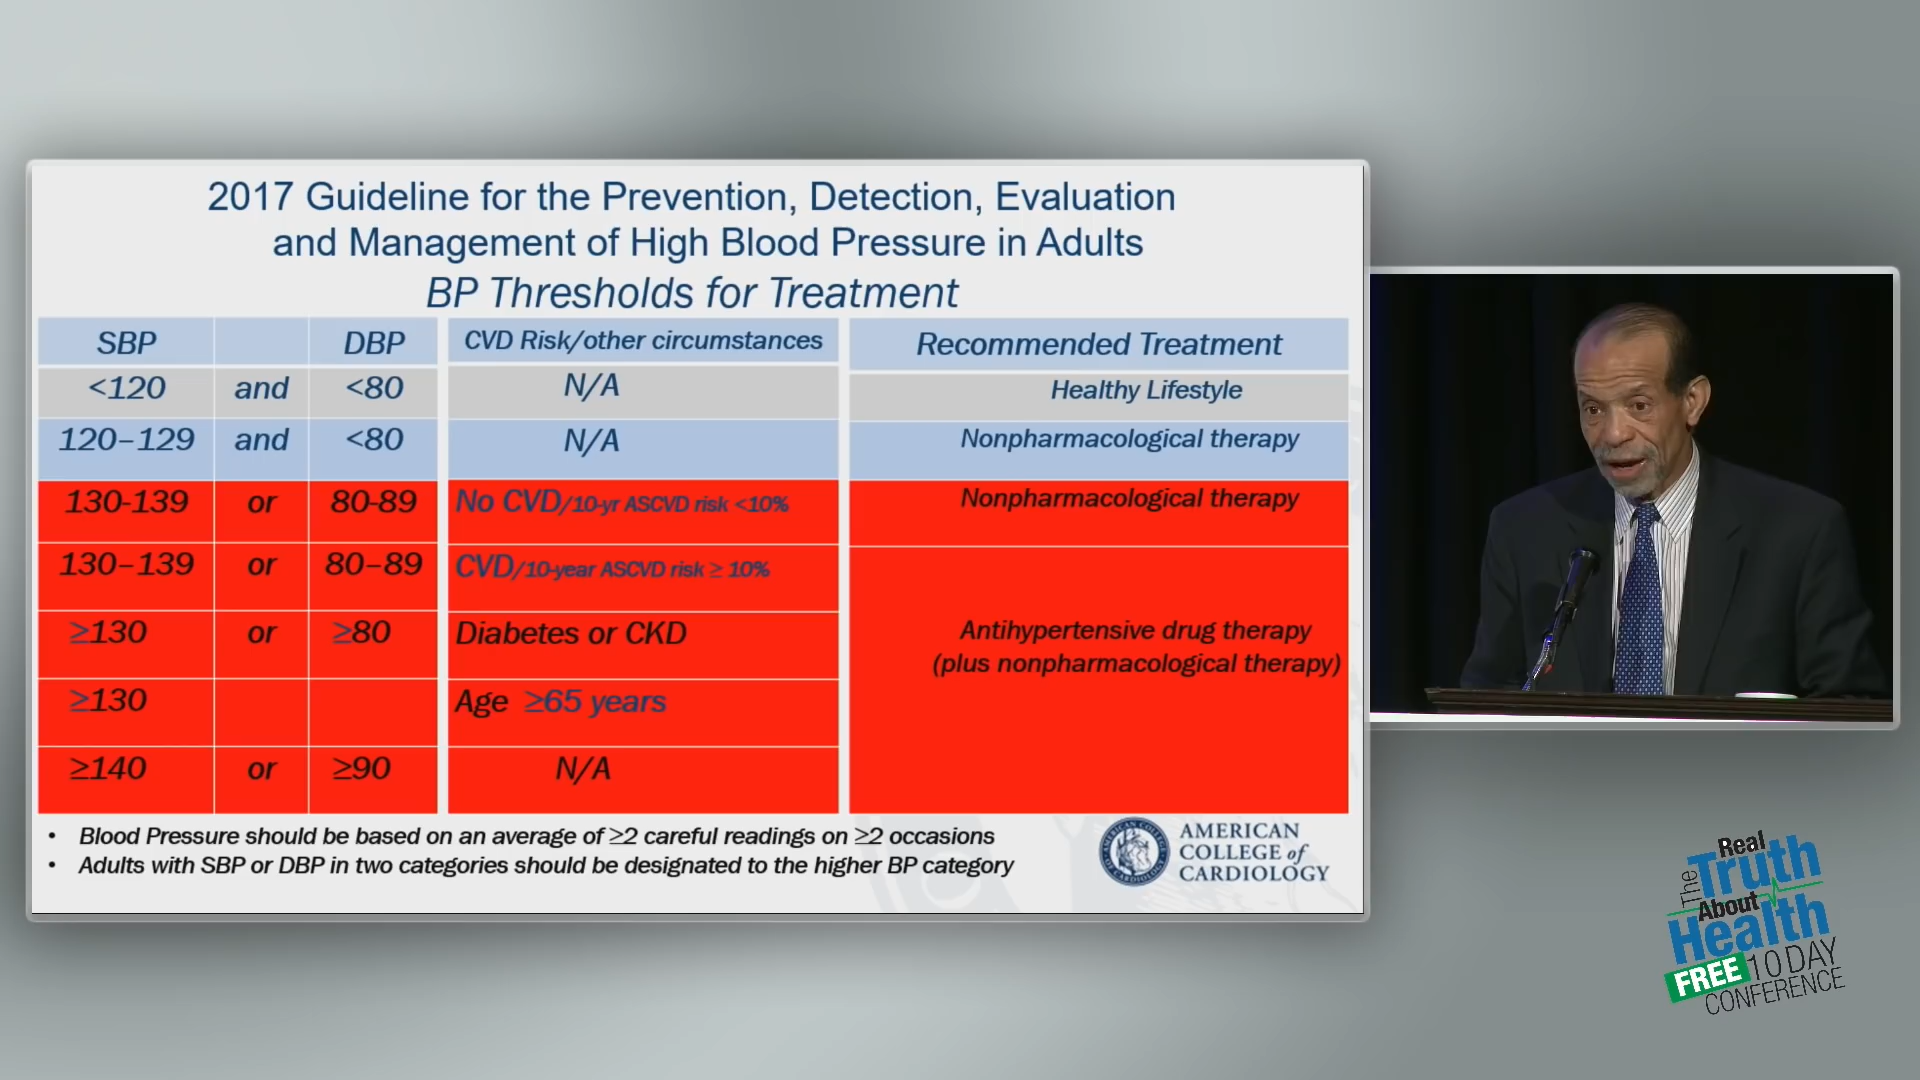 2017 Guideline for the Prevention, Detection, Evaluation
and Management of High Blood Pressure in Adults
BP Thresholds for Treatment
SBP DBP CVD Risk/other circumstances Recommended Treatment
<120 and <80 N/A Healthy Lifestyle
120–129 and <80 N/A Nonpharmacological therapy
130-139 or 80-89 No CVD/10-yr ASCVD risk <10% Nonpharmacological therapy
130–139 or 80–89 CVD/10-year ASCVD risk ≥ 10%
≥130 or ≥80 Diabetes or CKD
Antihypertensive drug therapy
(plus nonpharmacological therapy)
≥130 Age ≥65 years
≥140 or ≥90 N/A
• Blood Pressure should be based on an average of ≥2 careful readings on ≥2 occasions
• Adults with SBP or DBP in two categories should be designated to the higher BP category
AMERICAN
COLLEGE of
CARDIOLOGY
The Real
Truth
About
Health
FREE 10 DAY
CONFERENCE